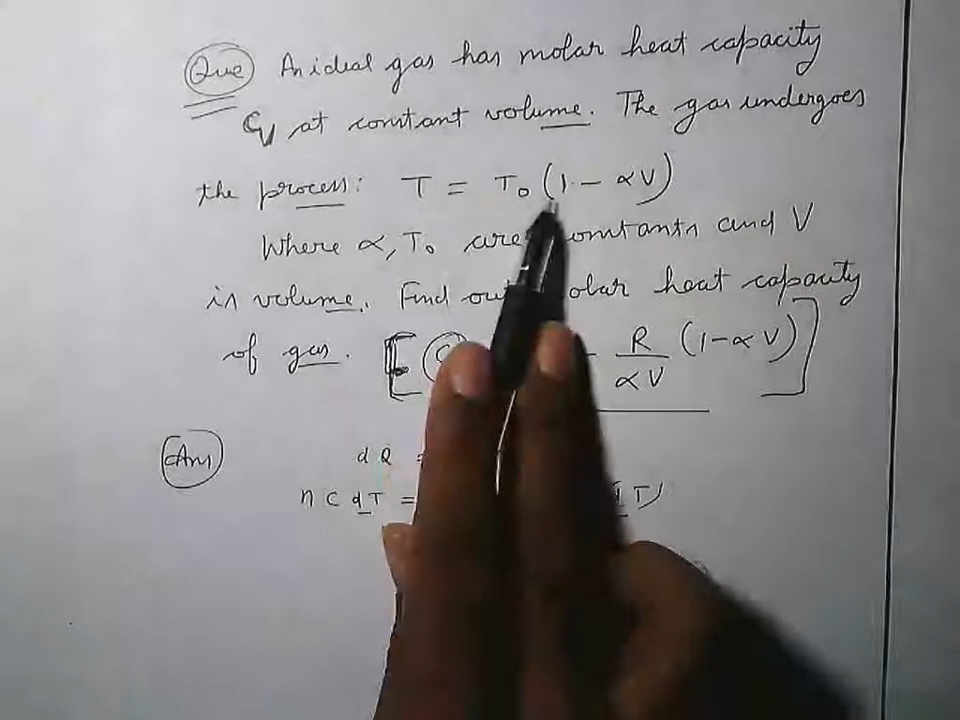 Que An ideal gas has molar heat capacity
Cv at constant volume. The gas undergoes
the process: T = T₀ (1 - αV)
Where α, T₀ are constants and V
is volume. Find out molar heat capacity
of gas. [ C - R/αV (1-αV) ]
Ans dQ =
n C dT = dT